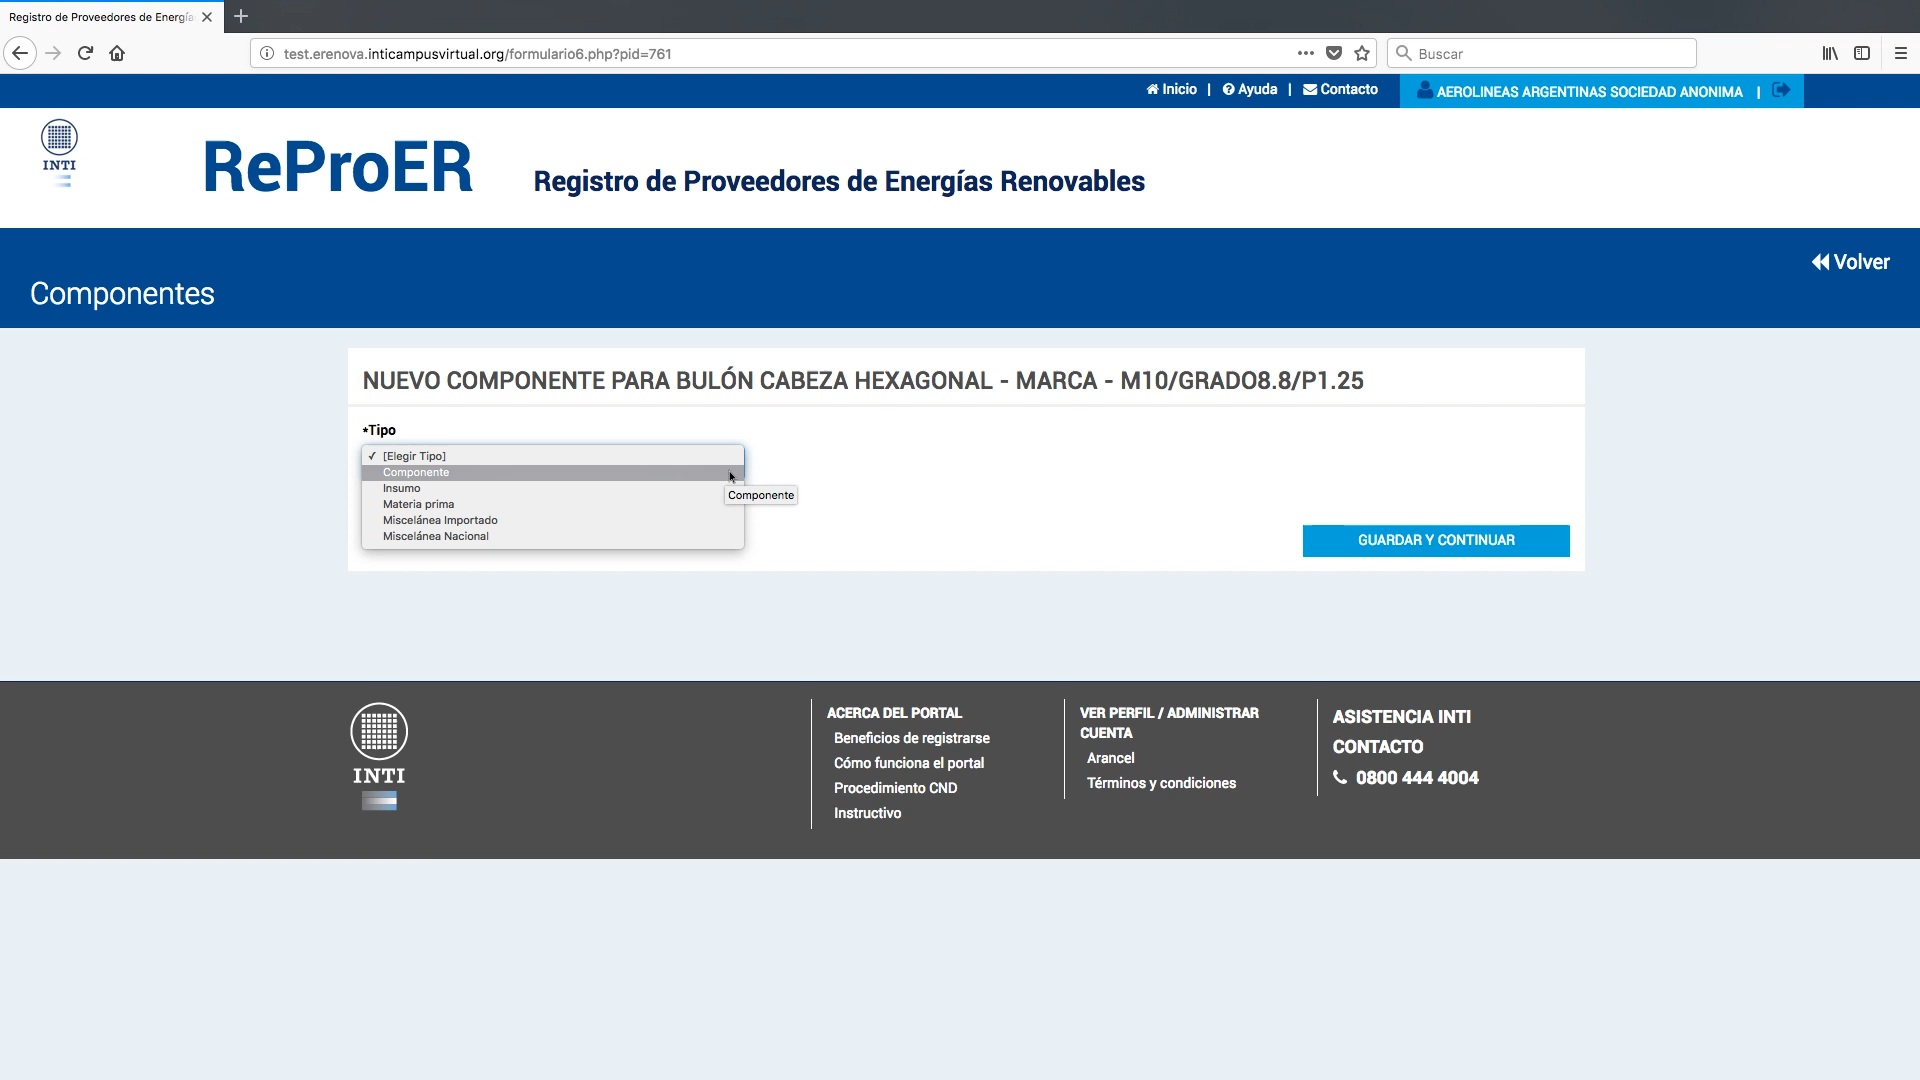 Registro de Proveedores de Energía
test.erenova.inticampusvirtual.org/formulario6.php?pid=761
Buscar
Inicio | Ayuda | Contacto
AEROLINEAS ARGENTINAS SOCIEDAD ANONIMA |
INTI
ReProER
Registro de Proveedores de Energías Renovables
Volver
Componentes
NUEVO COMPONENTE PARA BULÓN CABEZA HEXAGONAL - MARCA - M10/GRADO8.8/P1.25
*Tipo
✓ [Elegir Tipo]
Componente
Insumo
Materia prima
Miscelánea Importado
Miscelánea Nacional
Componente
GUARDAR Y CONTINUAR
INTI
ACERCA DEL PORTAL
Beneficios de registrarse
Cómo funciona el portal
Procedimiento CND
Instructivo
VER PERFIL / ADMINISTRAR
CUENTA
Arancel
Términos y condiciones
ASISTENCIA INTI
CONTACTO
0800 444 4004